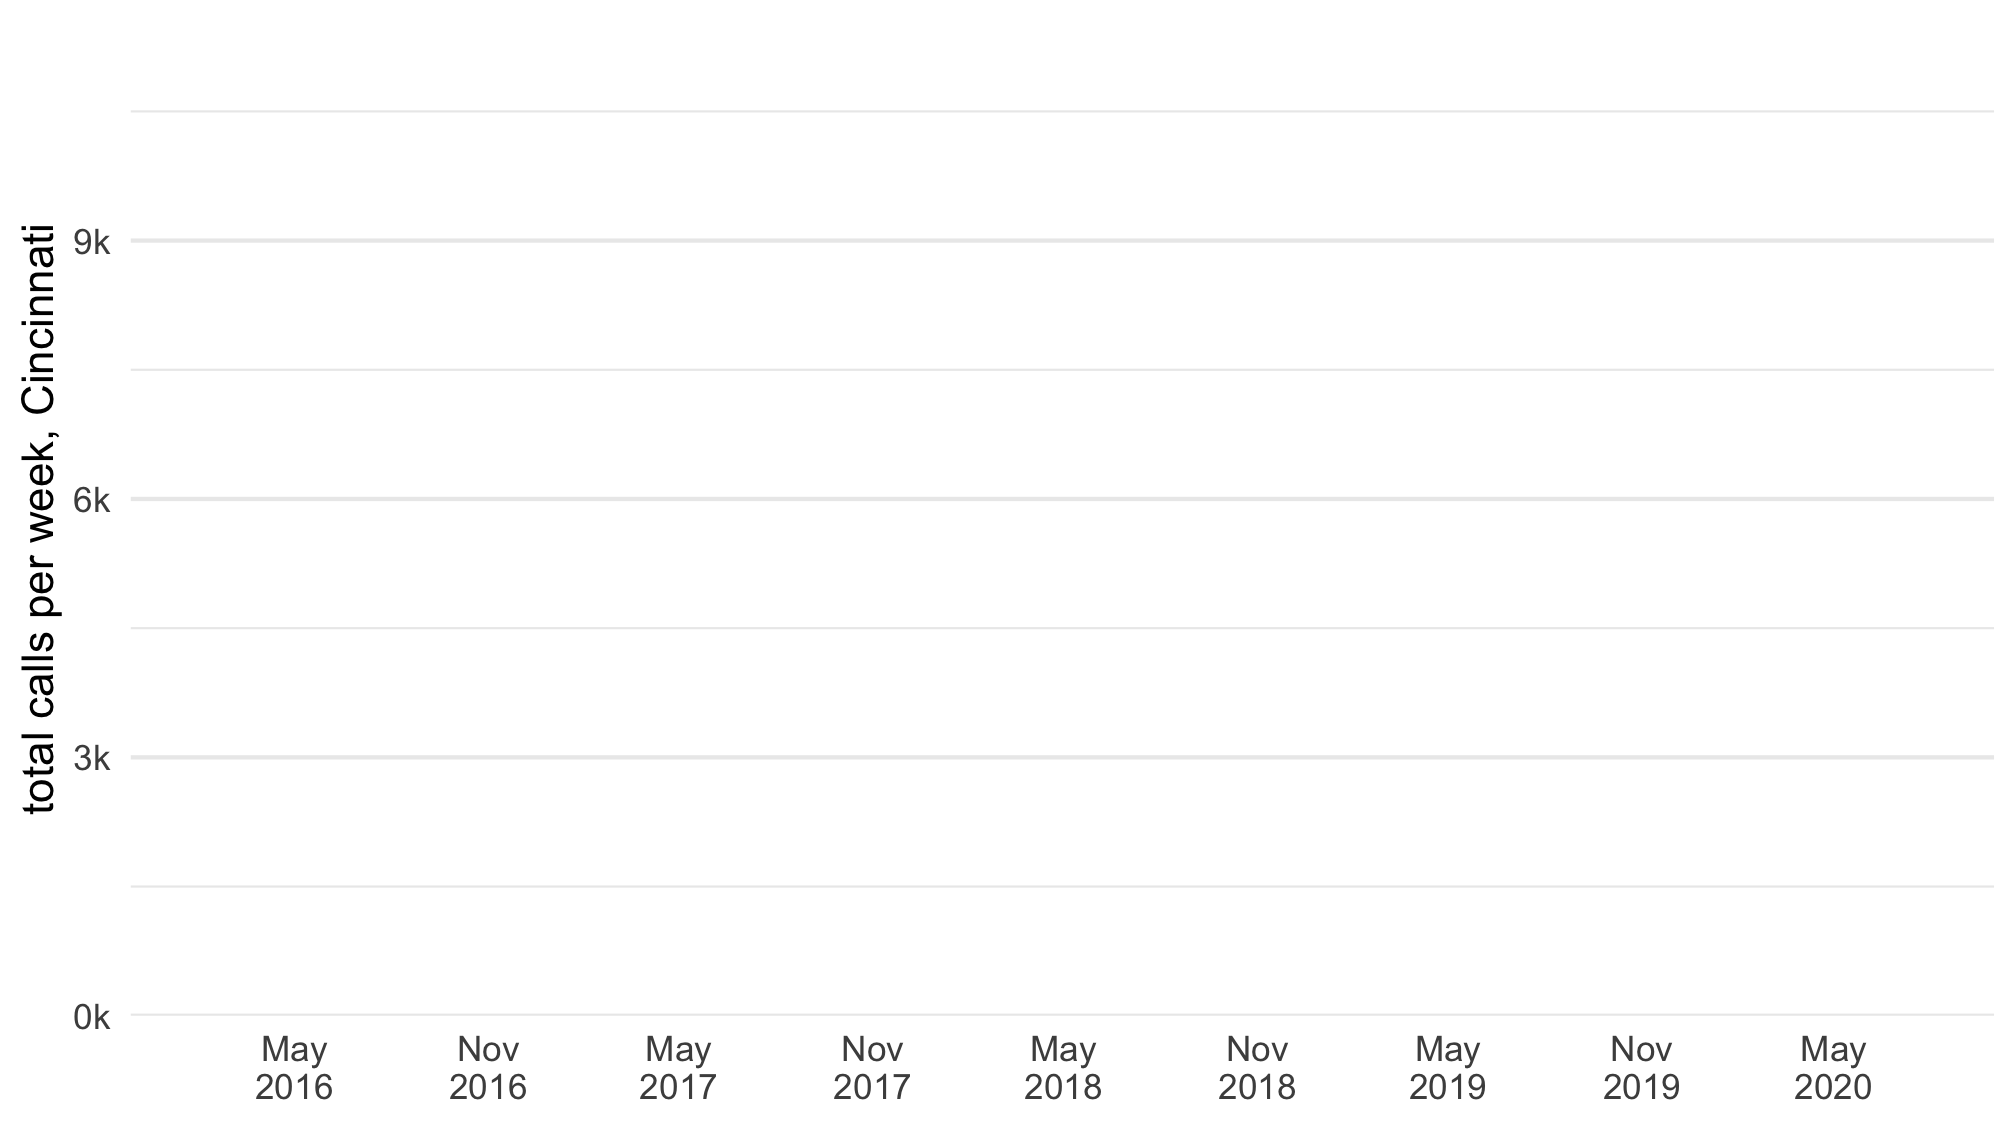 total calls per week, Cincinnati
9k
6k
3k
0k
May Nov May Nov May Nov May Nov May
2016 2016 2017 2017 2018 2018 2019 2019 2020